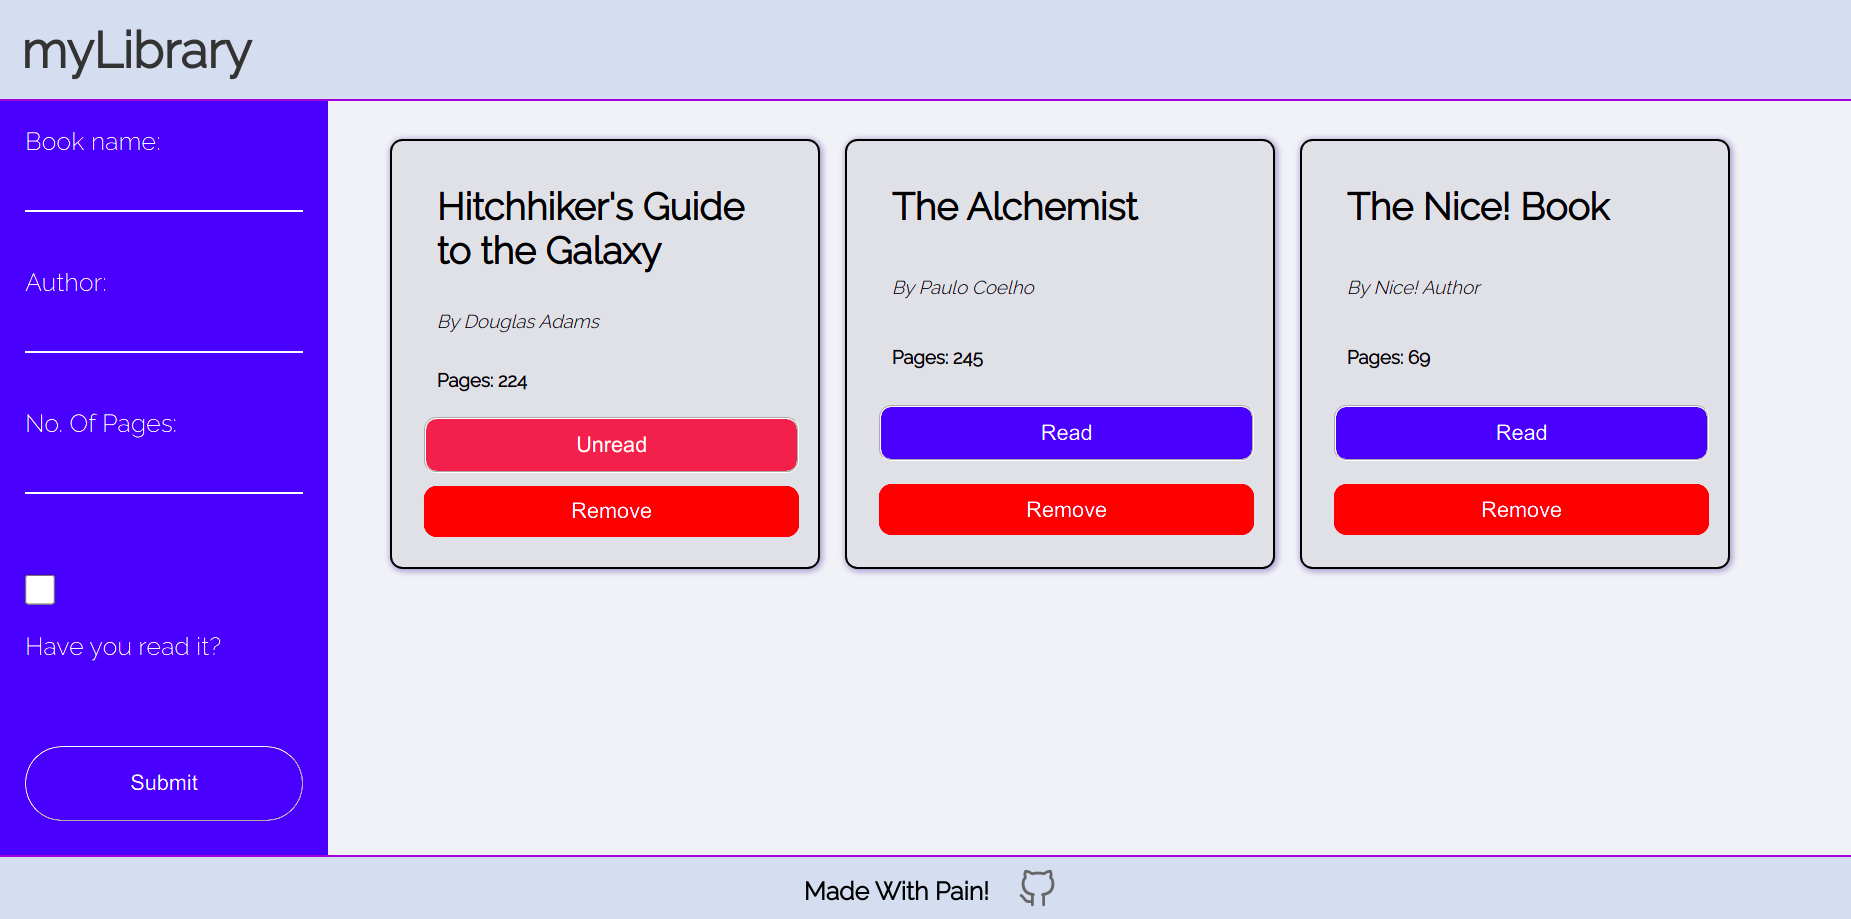 myLibrary
Book name:
Author:
No. Of Pages:
Have you read it?
Submit
Hitchhiker's Guide
to the Galaxy
By Douglas Adams
Pages: 224
Unread
Remove
The Alchemist
By Paulo Coelho
Pages: 245
Read
Remove
The Nice! Book
By Nice! Author
Pages: 69
Read
Remove
Made With Pain!